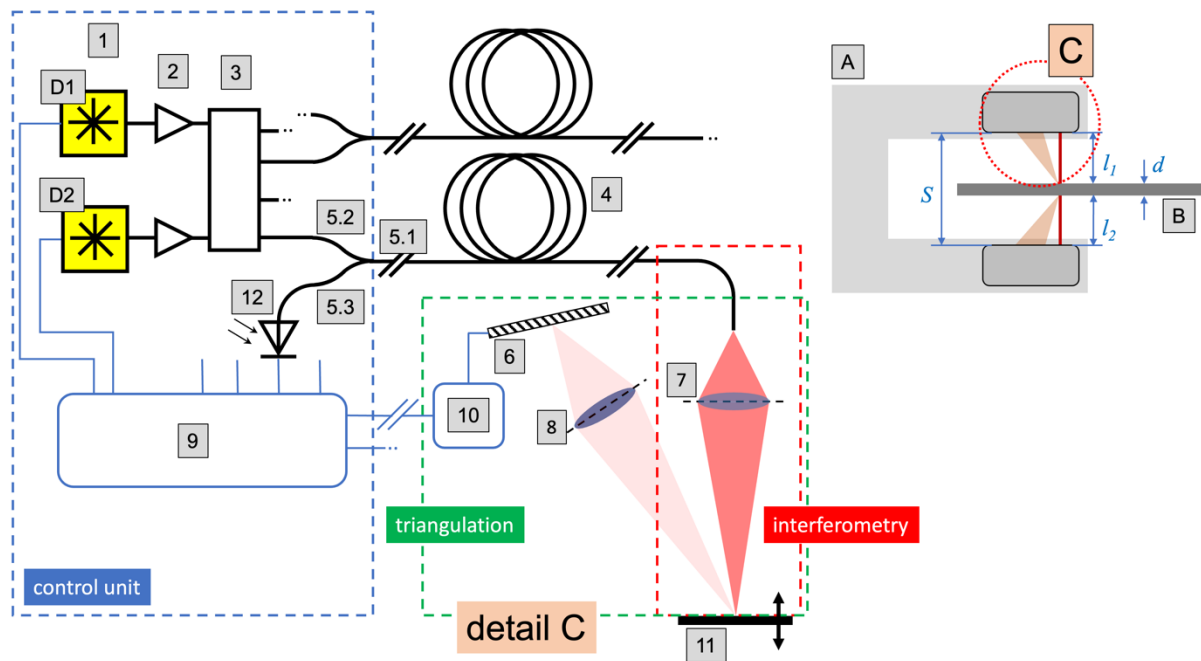 1
2
3
D1
D2
4
5.2
5.1
5.3
12
6
7
8
9
10
11
triangulation
interferometry
control unit
detail C
A
C
S
l1
d
B
l2